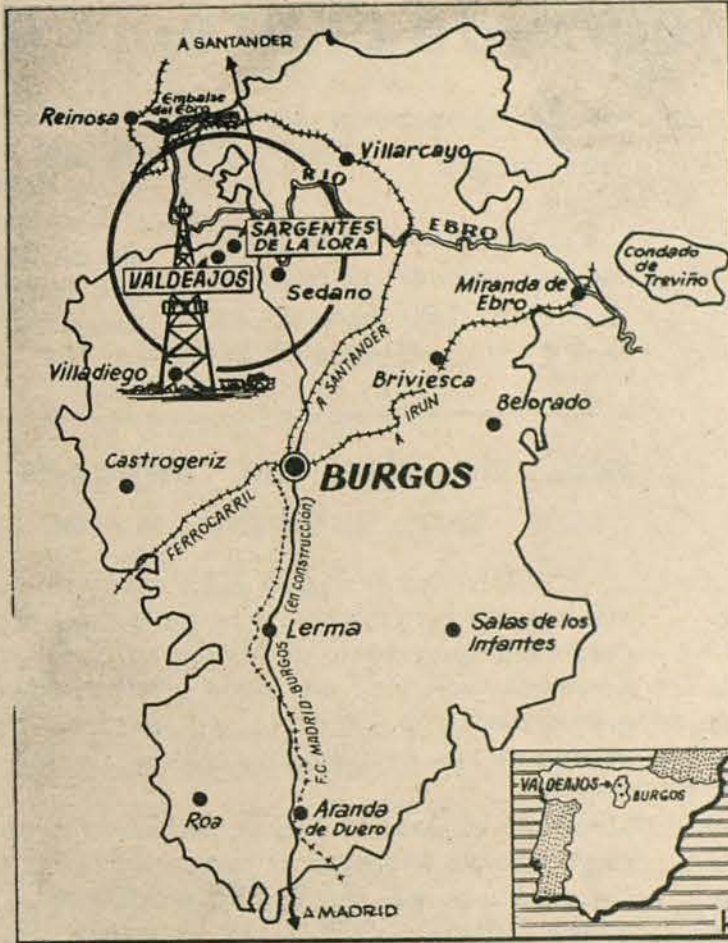 A SANTANDER
Embalse
del Ebro
Reinosa
Villarcayo
RIO
EBRO
SARGENTES
DE LA LORA
VALDEAJOS
Sedano
Condado
de
Treviño
Miranda de
Ebro
Villadiego
A SANTANDER
Briviesca
A IRUN
Belorado
Castrogeriz
BURGOS
FERROCARRIL
(en construcción)
Lerma
Salas de los
Infantes
F.C. MADRID-BURGOS
Roa
Aranda
de Duero
A MADRID
VALDEAJOS
BURGOS